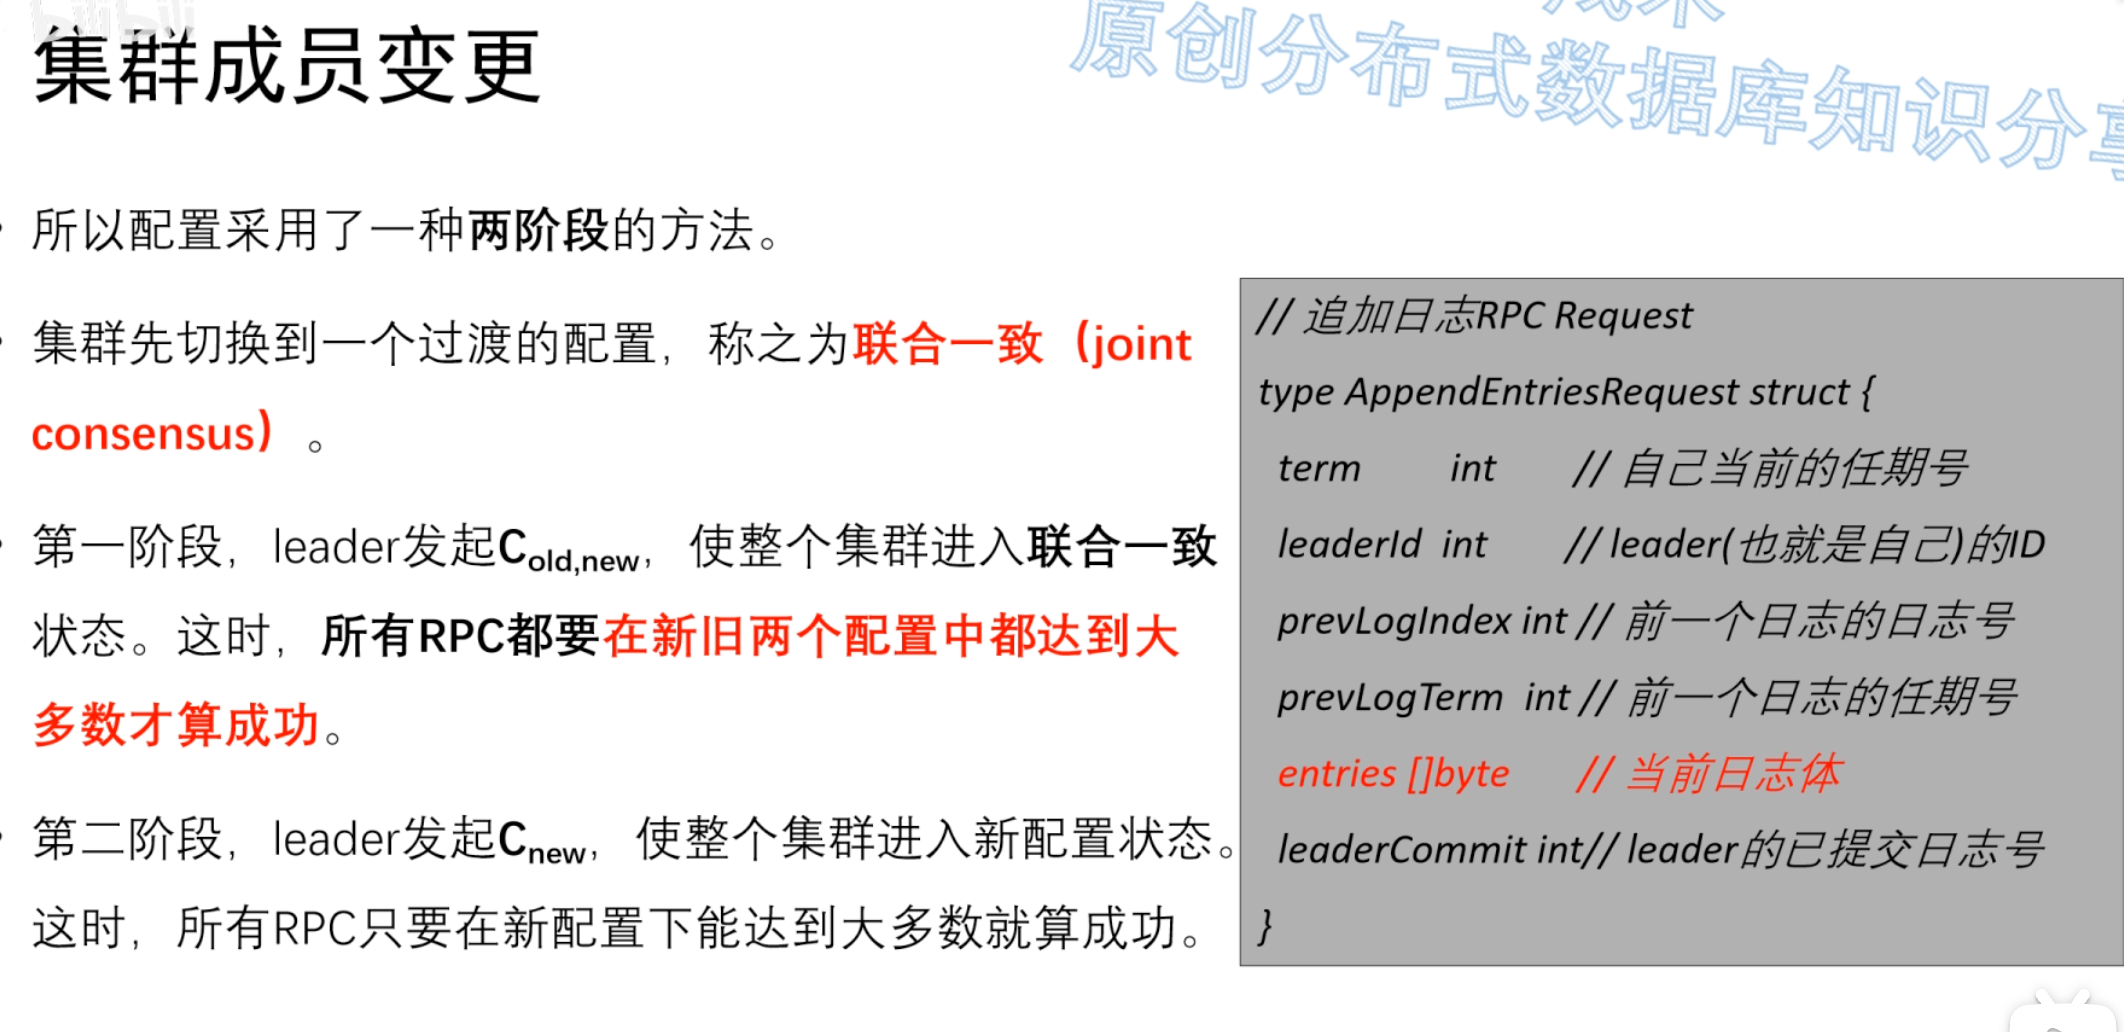 bilibili
集群成员变更
原创分布式数据库知识分享
· 所以配置采用了一种两阶段的方法。
· 集群先切换到一个过渡的配置，称之为联合一致（joint
consensus）。
· 第一阶段，leader发起Cold,new，使整个集群进入联合一致
状态。这时，所有RPC都要在新旧两个配置中都达到大
多数才算成功。
· 第二阶段，leader发起Cnew，使整个集群进入新配置状态。
这时，所有RPC只要在新配置下能达到大多数就算成功。
// 追加日志RPC Request
type AppendEntriesRequest struct {
term int // 自己当前的任期号
leaderId int // leader(也就是自己)的ID
prevLogIndex int // 前一个日志的日志号
prevLogTerm int // 前一个日志的任期号
entries []byte // 当前日志体
leaderCommit int// leader的已提交日志号
}